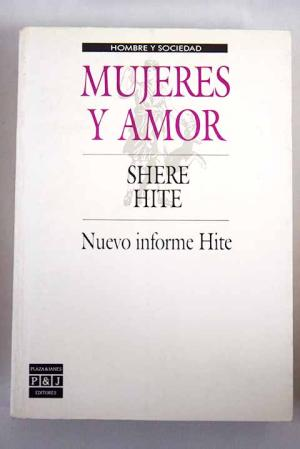 HOMBRE Y SOCIEDAD
MUJERES
Y AMOR
SHERE
HITE
Nuevo informe Hite
PLAZA & JANES
P&J
EDITORES